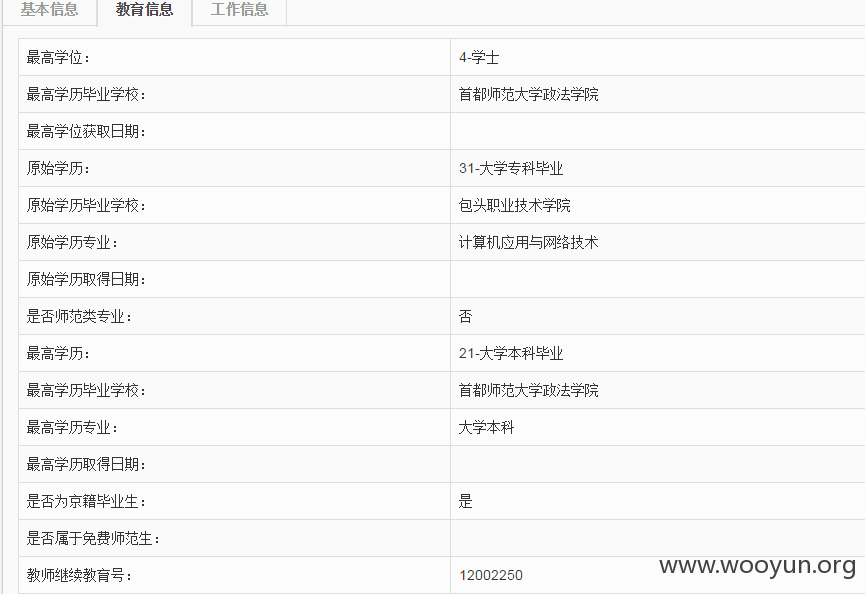 基本信息 教育信息 工作信息
最高学位： 4-学士
最高学历毕业学校： 首都师范大学政法学院
最高学位获取日期：
原始学历： 31-大学专科毕业
原始学历毕业学校： 包头职业技术学院
原始学历专业： 计算机应用与网络技术
原始学历取得日期：
是否师范类专业： 否
最高学历： 21-大学本科毕业
最高学历毕业学校： 首都师范大学政法学院
最高学历专业： 大学本科
最高学历取得日期：
是否为京籍毕业生： 是
是否属于免费师范生：
教师继续教育号： 12002250
www.wooyun.org